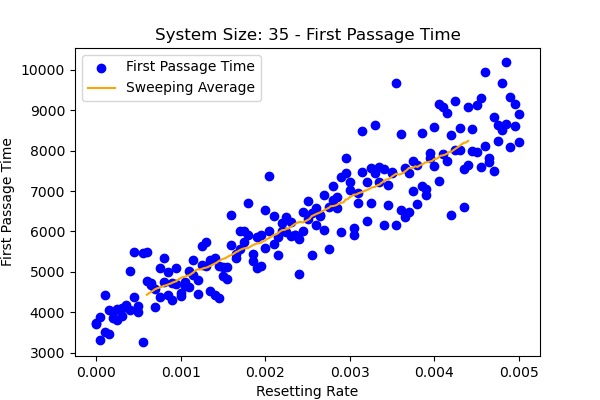 System Size: 35 - First Passage Time
First Passage Time
Sweeping Average
First Passage Time
10000
9000
8000
7000
6000
5000
4000
3000
0.000
0.001
0.002
0.003
0.004
0.005
Resetting Rate